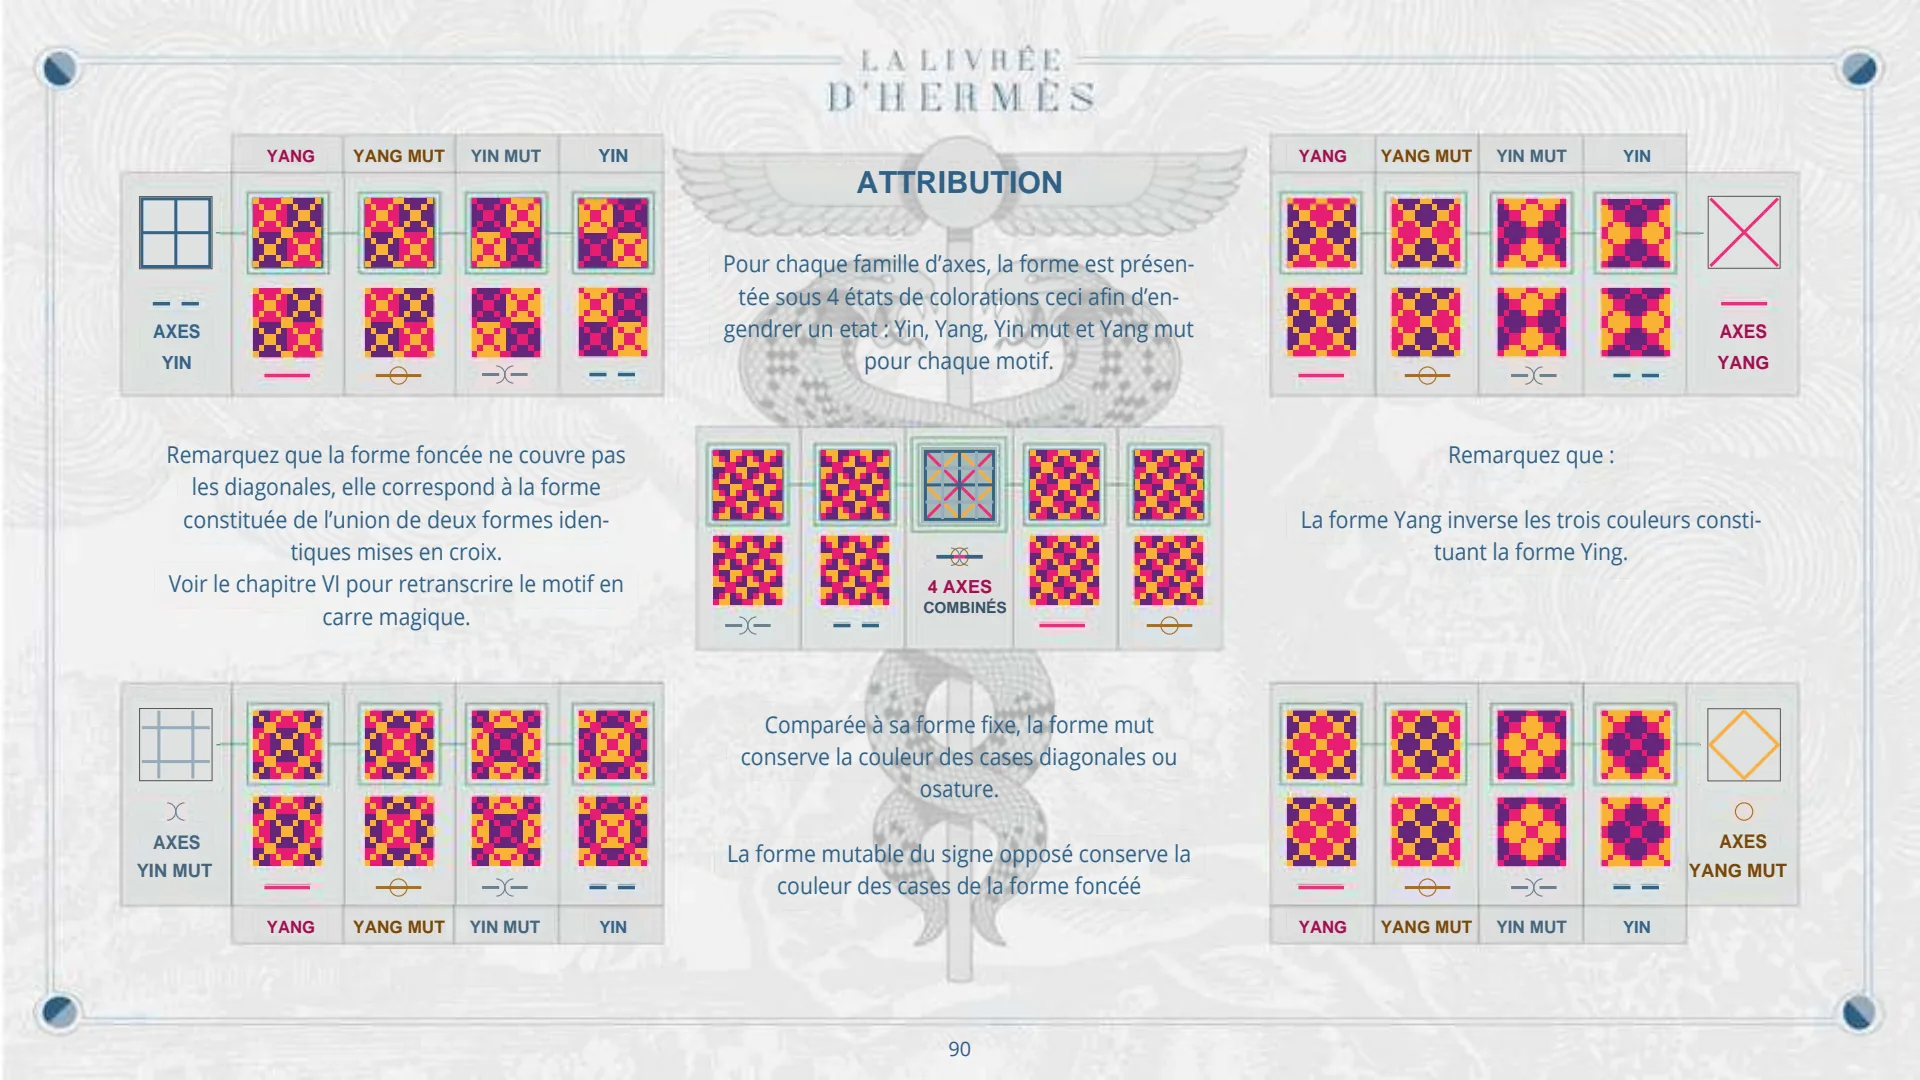 LA LIVRÉE
D'HERMÈS
YANG YANG MUT YIN MUT YIN
AXES
YIN
ATTRIBUTION
Pour chaque famille d’axes, la forme est présen-
tée sous 4 états de colorations ceci afin d’en-
gendrer un etat : Yin, Yang, Yin mut et Yang mut
pour chaque motif.
YANG YANG MUT YIN MUT YIN
AXES
YANG
Remarquez que la forme foncée ne couvre pas
les diagonales, elle correspond à la forme
constituée de l’union de deux formes iden-
tiques mises en croix.
Voir le chapitre VI pour retranscrire le motif en
carre magique.
4 AXES
COMBINÉS
Remarquez que :
La forme Yang inverse les trois couleurs consti-
tuant la forme Ying.
AXES
YIN MUT
YANG YANG MUT YIN MUT YIN
Comparée à sa forme fixe, la forme mut
conserve la couleur des cases diagonales ou
osature.
La forme mutable du signe opposé conserve la
couleur des cases de la forme foncéé
AXES
YANG MUT
YANG YANG MUT YIN MUT YIN
90